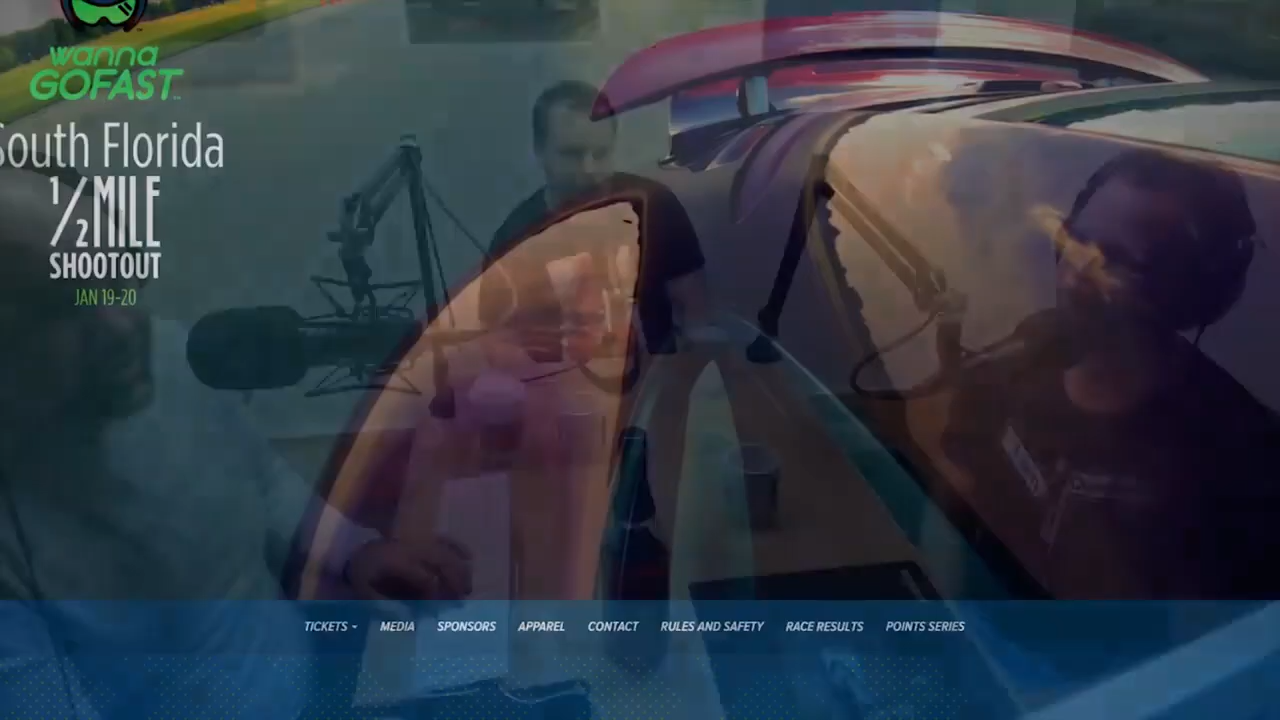 wanna
GOFAST
South Florida
1/2 MILE
SHOOTOUT
JAN 19-20
TICKETS MEDIA SPONSORS APPAREL CONTACT RULES AND SAFETY RACE RESULTS POINTS SERIES